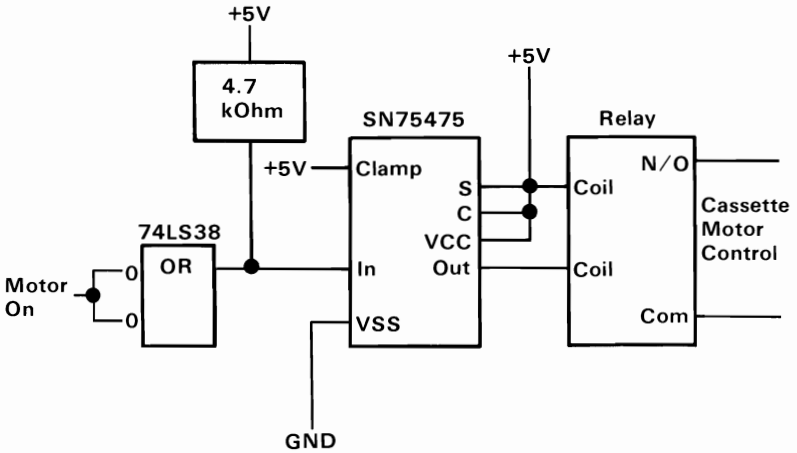 +5V
4.7
kOhm
+5V
SN75475
Relay
+5V
Clamp
S
C
VCC
Out
In
VSS
N/O
Coil
Coil
Com
Cassette
Motor
Control
74LS38
OR
0
0
Motor
On
GND